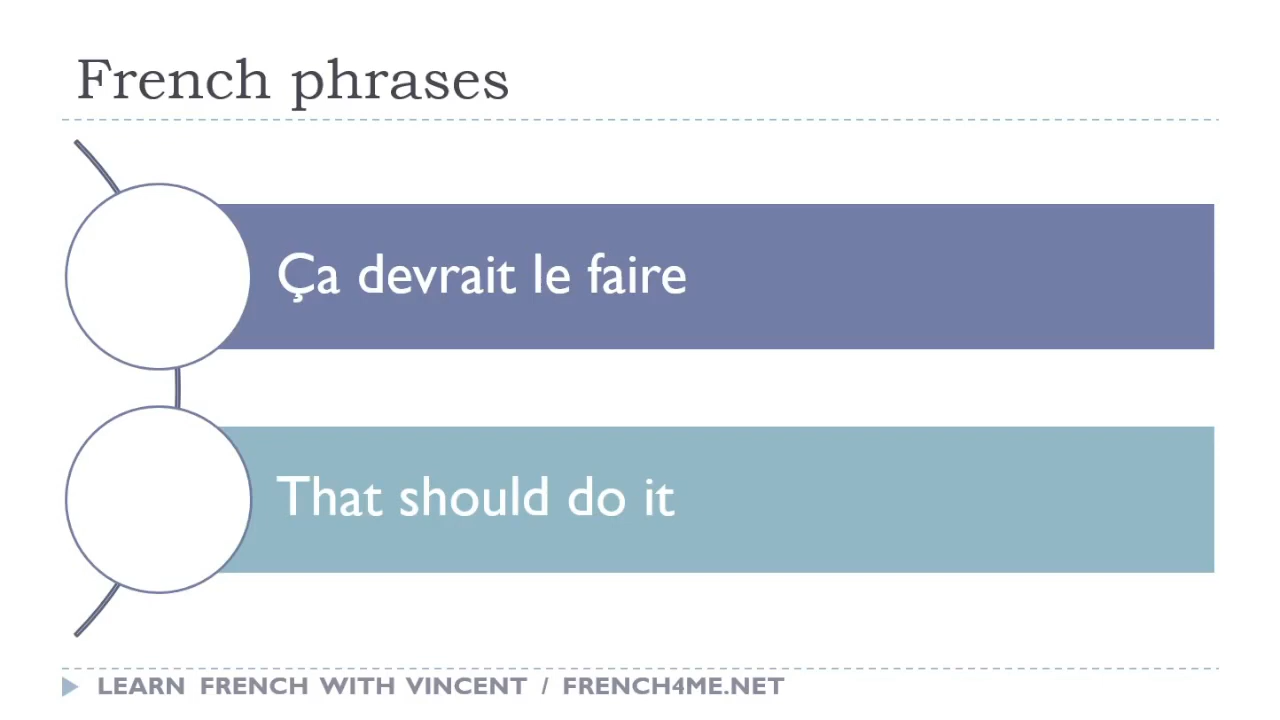 French phrases
Ça devrait le faire
That should do it
LEARN FRENCH WITH VINCENT / FRENCH4ME.NET